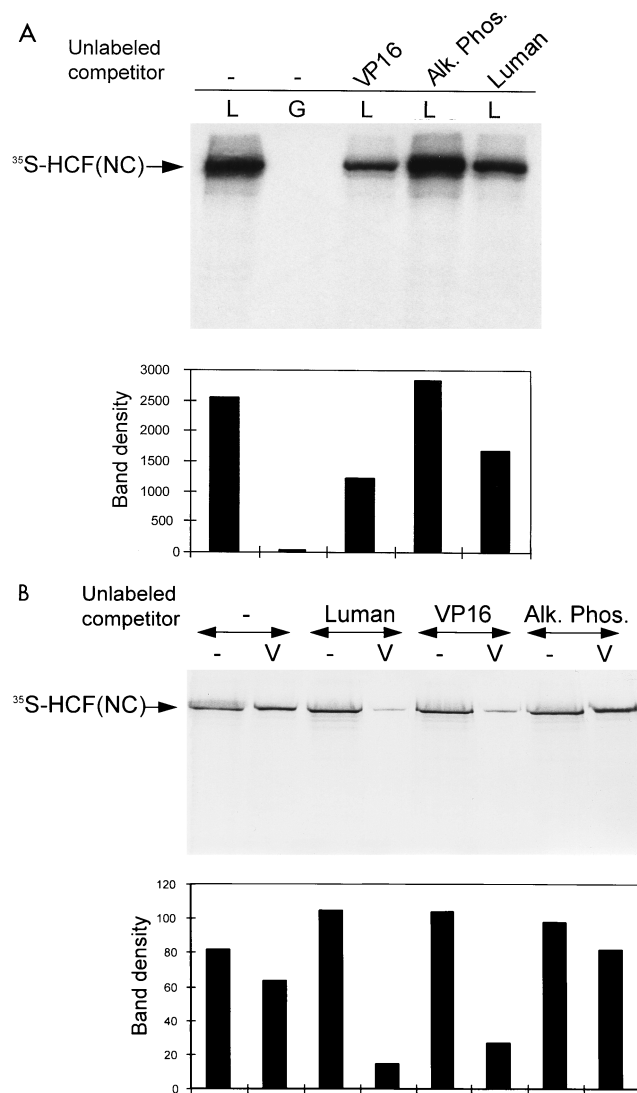 A
Unlabeled
competitor
- - VP16 Alk. Phos. Luman
L G L L L
³⁵S-HCF(NC)
3000
2500
2000
1500
1000
500
0
Band density
B
Unlabeled
competitor
- Luman VP16 Alk. Phos.
- V - V - V - V
³⁵S-HCF(NC)
120
100
80
60
40
20
0
Band density